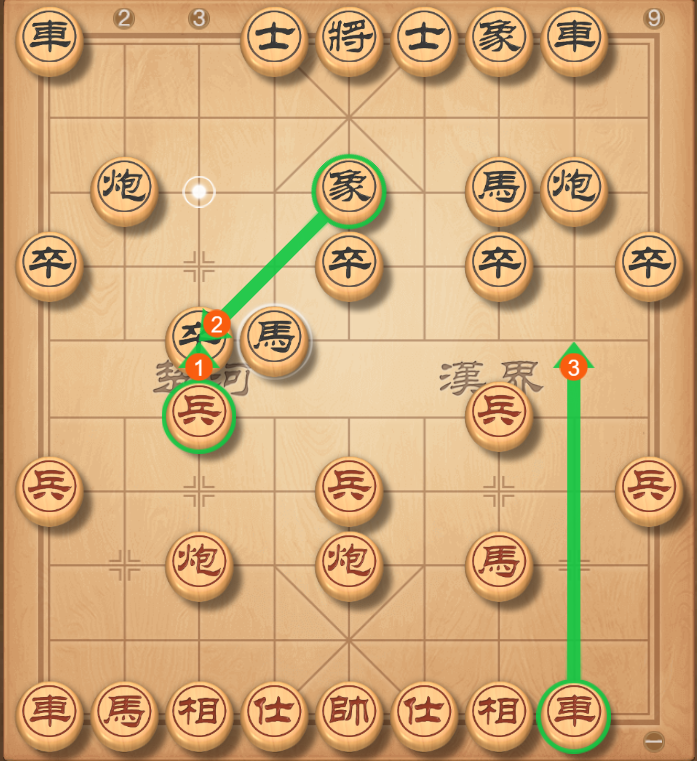 2 3 9
車 士 將 士 象 車
炮 象 馬 炮
卒 卒 卒 卒
卒 2 馬
1 3
楚河 漢界
兵 兵
兵 兵 兵
炮 炮 馬
車 馬 相 仕 帥 仕 相 車
一